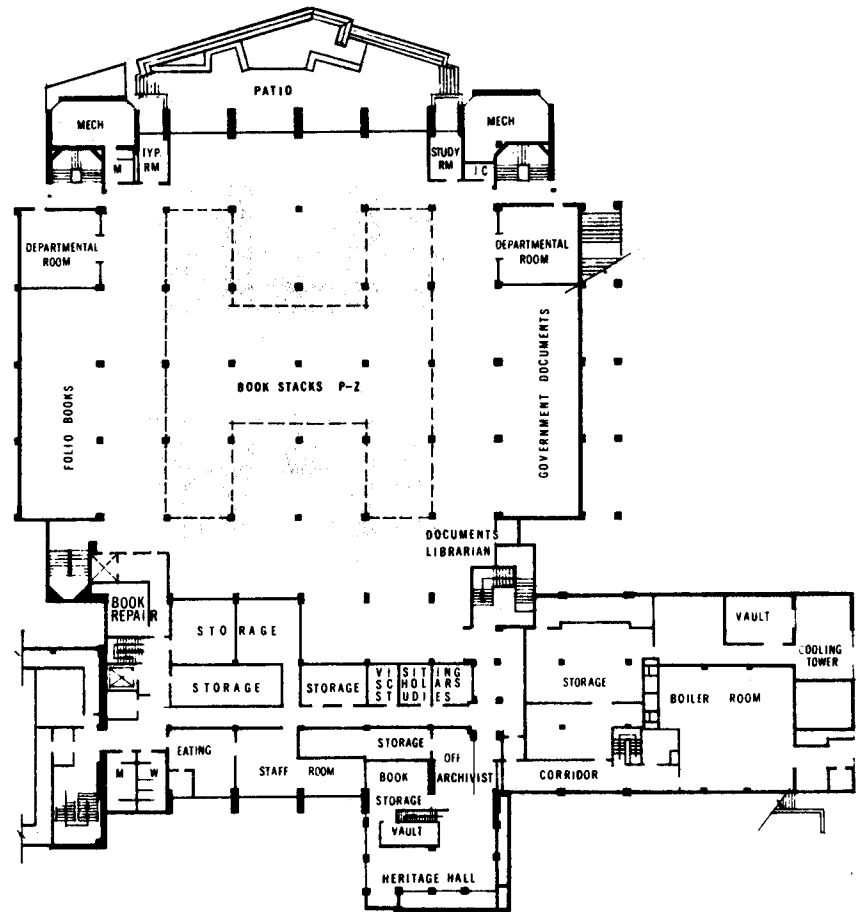 PATIO
MECH
MECH
TYP.
RM
M
STUDY
RM
DEPARTMENTAL
ROOM
DEPARTMENTAL
ROOM
BOOK STACKS P-Z
FOLIO BOOKS
GOVERNMENT DOCUMENTS
DOCUMENTS
LIBRARIAN
BOOK
REPAIR
STORAGE
VAULT
COOLING
TOWER
STORAGE
STORAGE
VISITING
SCHOLARS
STUDIES
STORAGE
BOILER ROOM
EATING
STORAGE
OFF
ARCHIVIST
M
W
STAFF ROOM
BOOK
STORAGE
CORRIDOR
VAULT
HERITAGE HALL